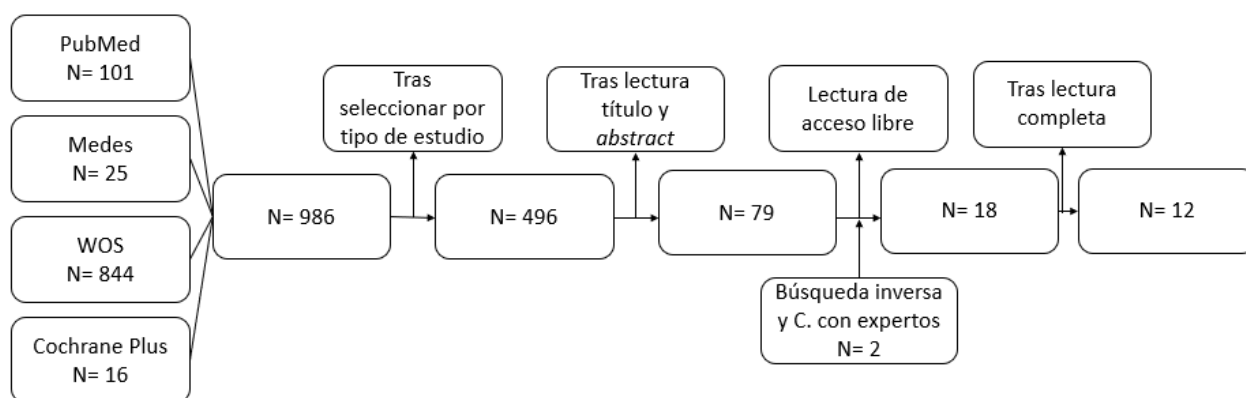 PubMed
N= 101
Medes
N= 25
WOS
N= 844
Cochrane Plus
N= 16
N= 986
Tras
seleccionar por
tipo de estudio
N= 496
Tras lectura
título y
abstract
N= 79
Lectura de
acceso libre
Búsqueda inversa
y C. con expertos
N= 2
N= 18
Tras lectura
completa
N= 12